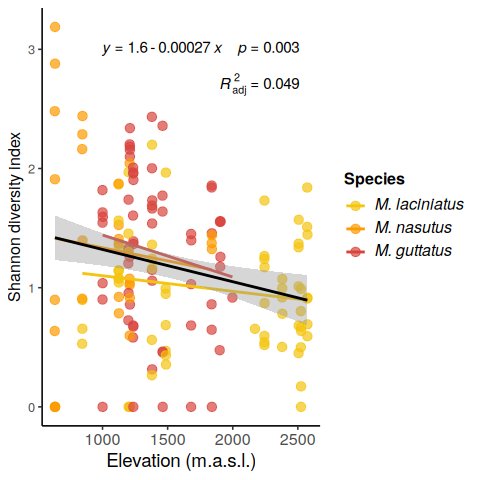 y = 1.6 - 0.00027 x p = 0.003
R²adj = 0.049
Shannon diversity index
3
2
1
0
1000 1500 2000 2500
Elevation (m.a.s.l.)
Species
M. laciniatus
M. nasutus
M. guttatus